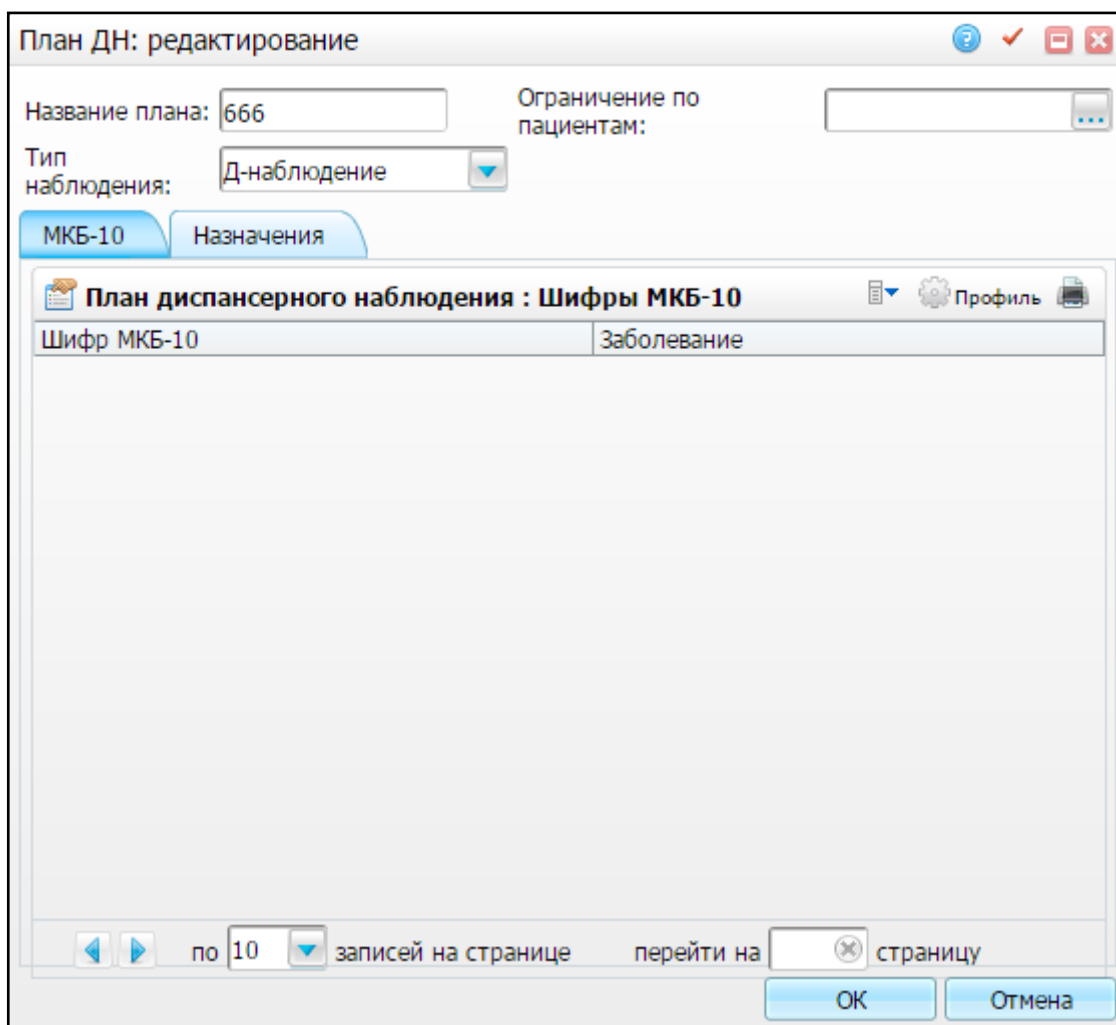 План ДН: редактирование
Название плана: 666
Ограничение по
пациентам:
...
Тип
наблюдения:
Д-наблюдение
МКБ-10 Назначения
План диспансерного наблюдения : Шифры МКБ-10 Профиль
Шифр МКБ-10 Заболевание
по 10 записей на странице перейти на страницу
ОК Отмена